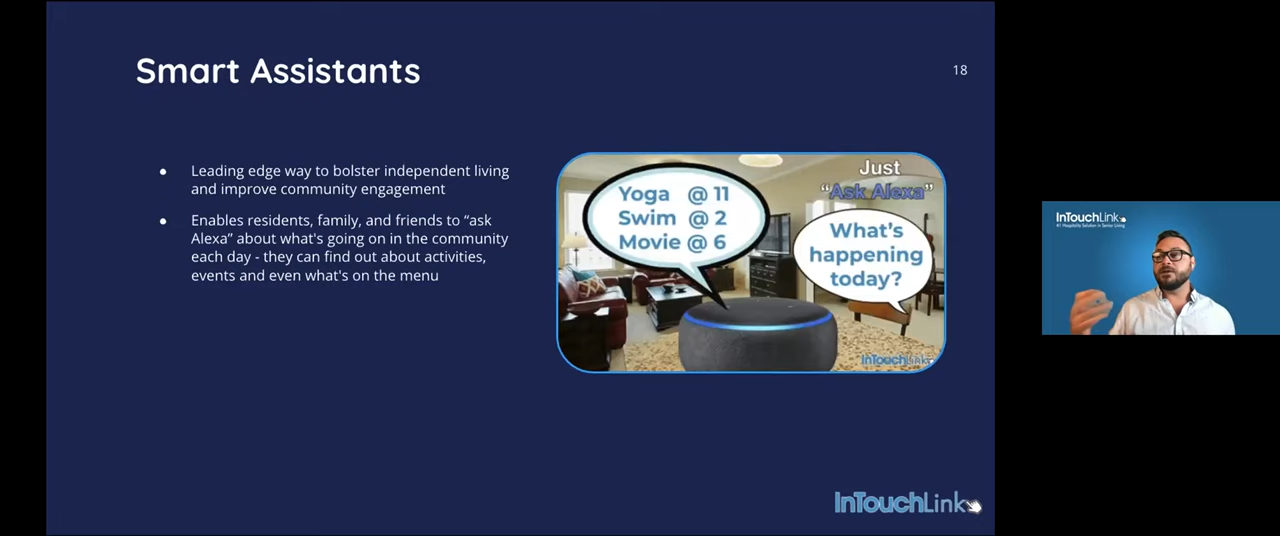 Smart Assistants
18
● Leading edge way to bolster independent living
and improve community engagement
● Enables residents, family, and friends to “ask
Alexa” about what's going on in the community
each day - they can find out about activities,
events and even what's on the menu
Just
“Ask Alexa”
Yoga @ 11
Swim @ 2
Movie @ 6
What's
happening
today?
InTouchLink
InTouchLink
InTouchLink
#1 Hospitality Solution in Senior Living